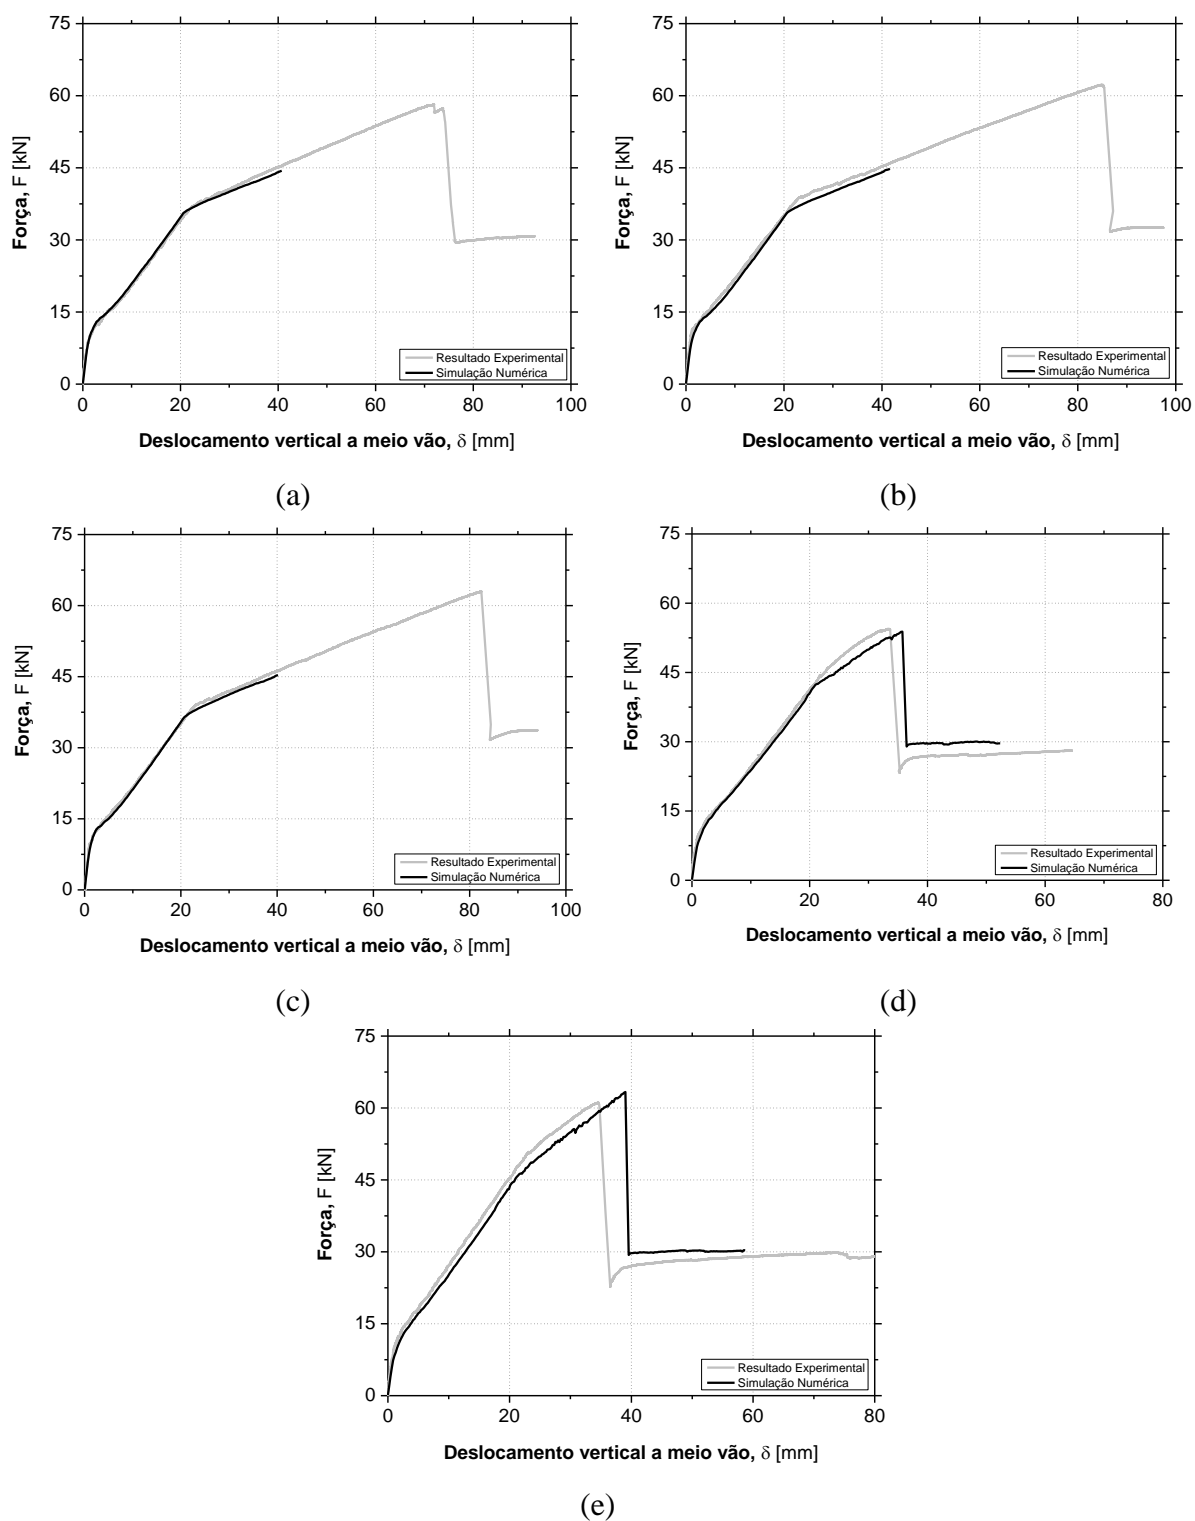 75
60
45
30
15
0
Força, F [kN]
0 20 40 60 80 100
Resultado Experimental
Simulação Numérica
Deslocamento vertical a meio vão, δ [mm]
(a)
75
60
45
30
15
0
Força, F [kN]
0 20 40 60 80 100
Resultado Experimental
Simulação Numérica
Deslocamento vertical a meio vão, δ [mm]
(b)
75
60
45
30
15
0
Força, F [kN]
0 20 40 60 80 100
Resultado Experimental
Simulação Numérica
Deslocamento vertical a meio vão, δ [mm]
(c)
75
60
45
30
15
0
Força, F [kN]
0 20 40 60 80
Resultado Experimental
Simulação Numérica
Deslocamento vertical a meio vão, δ [mm]
(d)
75
60
45
30
15
0
Força, F [kN]
0 20 40 60 80
Resultado Experimental
Simulação Numérica
Deslocamento vertical a meio vão, δ [mm]
(e)